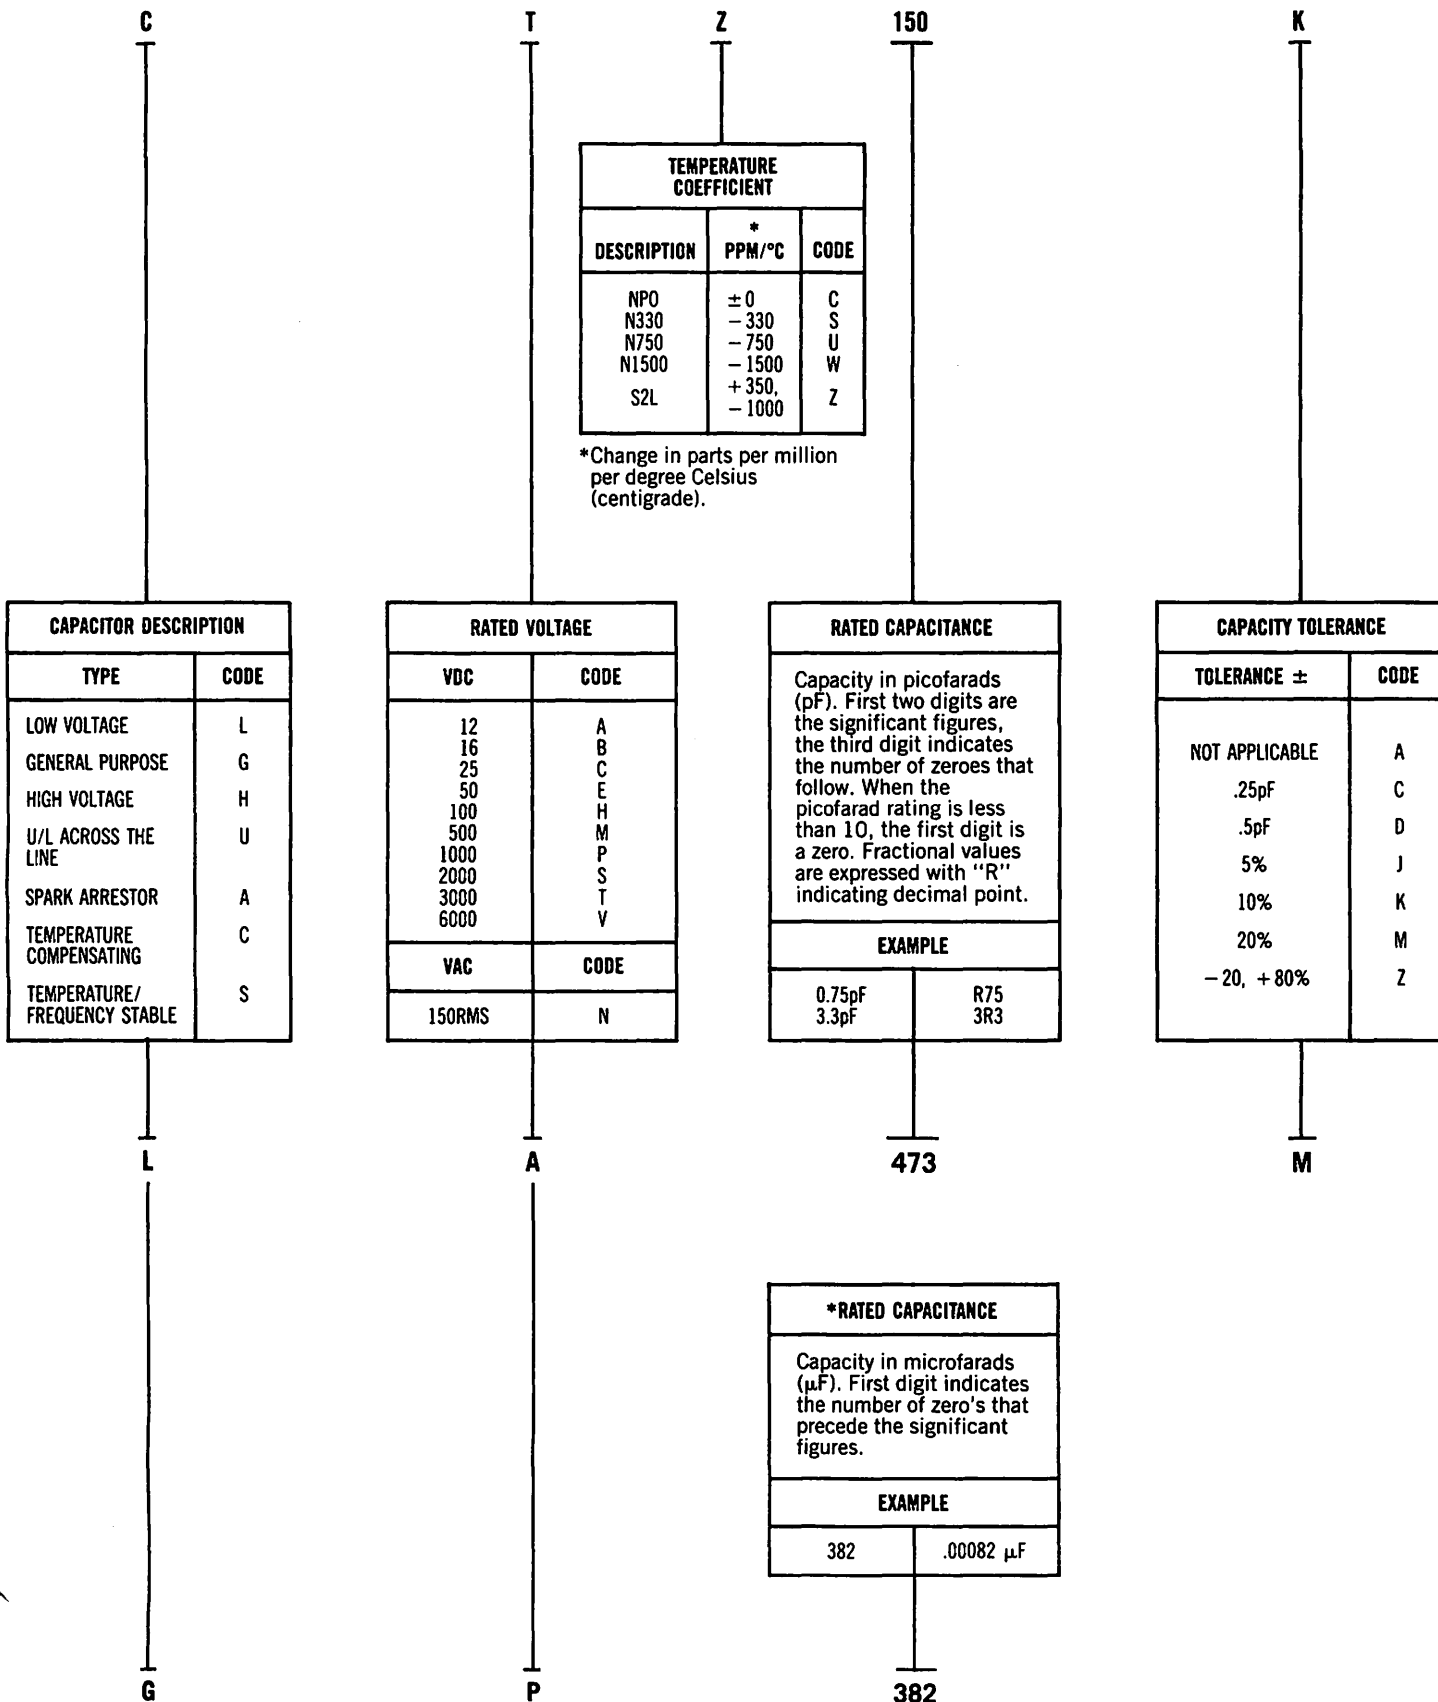 C T Z 150 K
TEMPERATURE
COEFFICIENT
DESCRIPTION * PPM/°C CODE
NPO ±0 C
N330 −330 S
N750 −750 U
N1500 −1500 W
S2L +350, −1000 Z
*Change in parts per million
per degree Celsius
(centigrade).
CAPACITOR DESCRIPTION
TYPE CODE
LOW VOLTAGE L
GENERAL PURPOSE G
HIGH VOLTAGE H
U/L ACROSS THE U
LINE
SPARK ARRESTOR A
TEMPERATURE C
COMPENSATING
TEMPERATURE/ S
FREQUENCY STABLE
RATED VOLTAGE
VDC CODE
12 A
16 B
25 C
50 E
100 H
500 M
1000 P
2000 S
3000 T
6000 V
VAC CODE
150RMS N
RATED CAPACITANCE
Capacity in picofarads
(pF). First two digits are
the significant figures,
the third digit indicates
the number of zeroes that
follow. When the
picofarad rating is less
than 10, the first digit is
a zero. Fractional values
are expressed with "R"
indicating decimal point.
EXAMPLE
0.75pF R75
3.3pF 3R3
CAPACITY TOLERANCE
TOLERANCE ± CODE
NOT APPLICABLE A
.25pF C
.5pF D
5% J
10% K
20% M
−20, +80% Z
L A 473 M
*RATED CAPACITANCE
Capacity in microfarads
(µF). First digit indicates
the number of zero's that
precede the significant
figures.
EXAMPLE
382 .00082 µF
G P 382